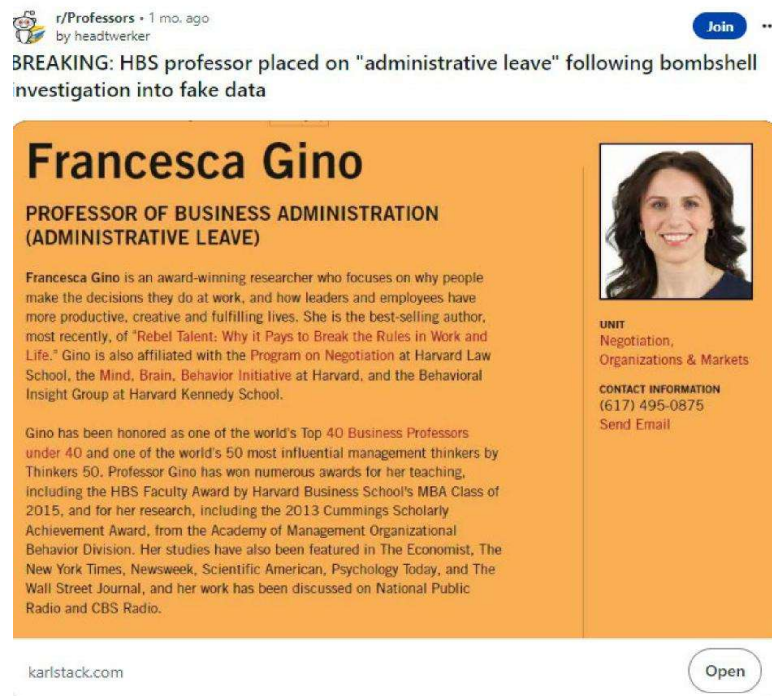 r/Professors • 1 mo. ago
by headtwerker
Join
BREAKING: HBS professor placed on "administrative leave" following bombshell
investigation into fake data
Francesca Gino
PROFESSOR OF BUSINESS ADMINISTRATION
(ADMINISTRATIVE LEAVE)
Francesca Gino is an award-winning researcher who focuses on why people
make the decisions they do at work, and how leaders and employees have
more productive, creative and fulfilling lives. She is the best-selling author,
most recently, of "Rebel Talent: Why it Pays to Break the Rules in Work and
Life." Gino is also affiliated with the Program on Negotiation at Harvard Law
School, the Mind, Brain, Behavior Initiative at Harvard, and the Behavioral
Insight Group at Harvard Kennedy School.
Gino has been honored as one of the world's Top 40 Business Professors
under 40 and one of the world's 50 most influential management thinkers by
Thinkers 50. Professor Gino has won numerous awards for her teaching,
including the HBS Faculty Award by Harvard Business School's MBA Class of
2015, and for her research, including the 2013 Cummings Scholarly
Achievement Award, from the Academy of Management Organizational
Behavior Division. Her studies have also been featured in The Economist, The
New York Times, Newsweek, Scientific American, Psychology Today, and The
Wall Street Journal, and her work has been discussed on National Public
Radio and CBS Radio.
UNIT
Negotiation,
Organizations & Markets
CONTACT INFORMATION
(617) 495-0875
Send Email
karlstack.com
Open